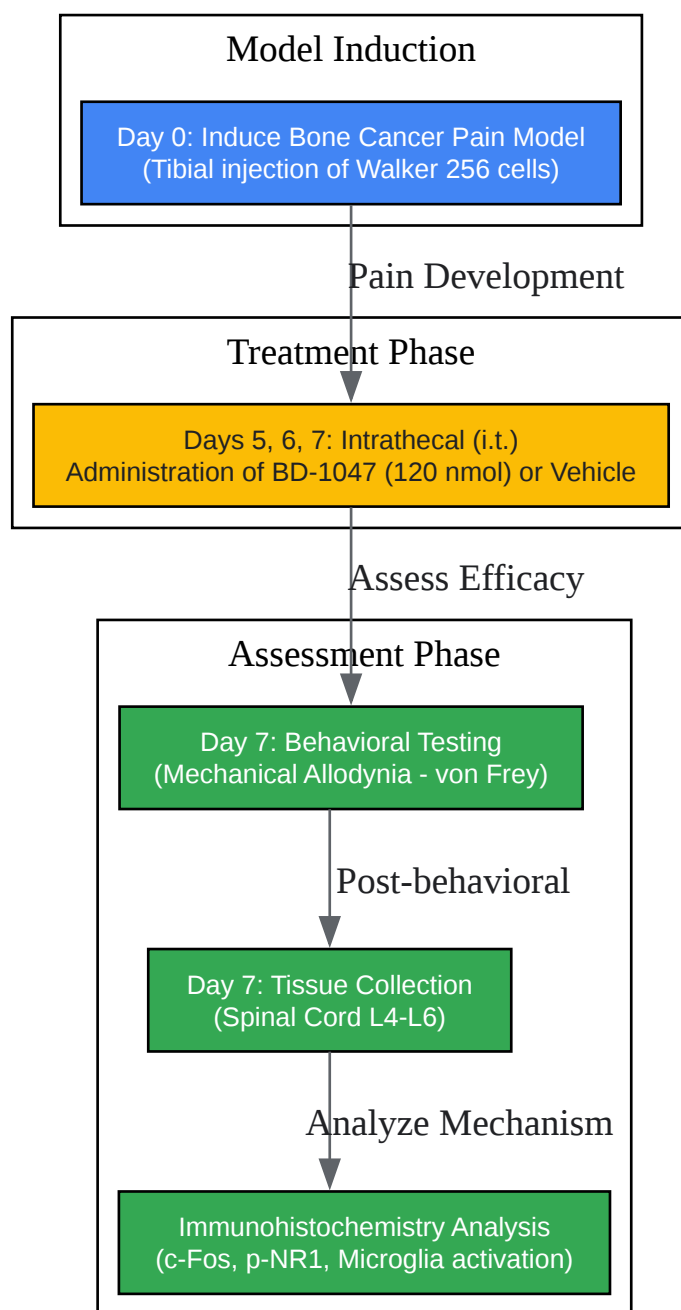 Model Induction
Day 0: Induce Bone Cancer Pain Model
(Tibial injection of Walker 256 cells)
Pain Development
Treatment Phase
Days 5, 6, 7: Intrathecal (i.t.)
Administration of BD-1047 (120 nmol) or Vehicle
Assess Efficacy
Assessment Phase
Day 7: Behavioral Testing
(Mechanical Allodynia - von Frey)
Post-behavioral
Day 7: Tissue Collection
(Spinal Cord L4-L6)
Analyze Mechanism
Immunohistochemistry Analysis
(c-Fos, p-NR1, Microglia activation)